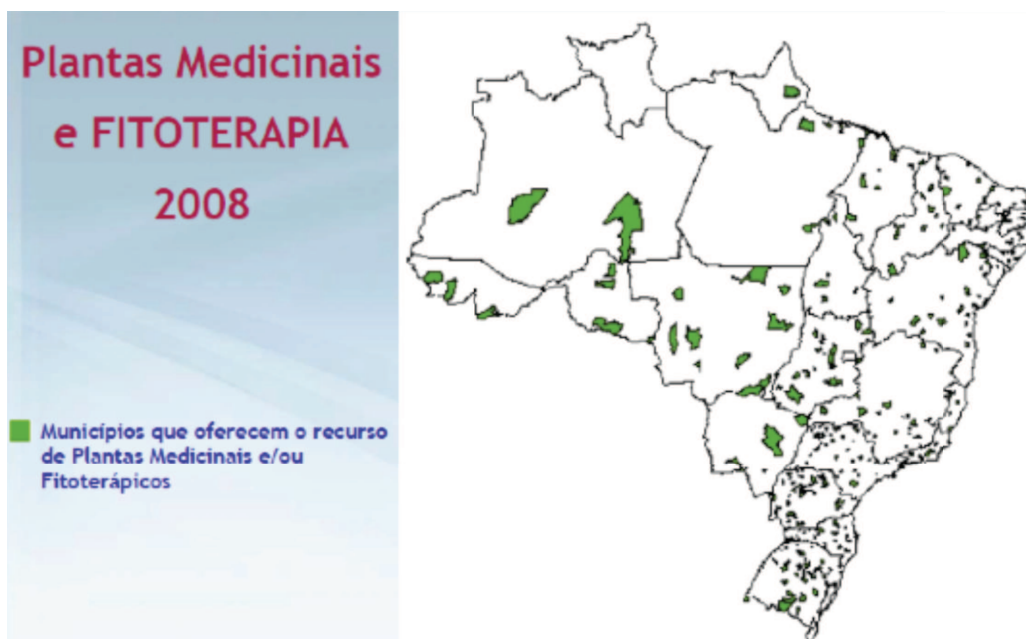 Plantas Medicinais
e FITOTERAPIA
2008
Municípios que oferecem o recurso
de Plantas Medicinais e/ou
Fitoterápicos